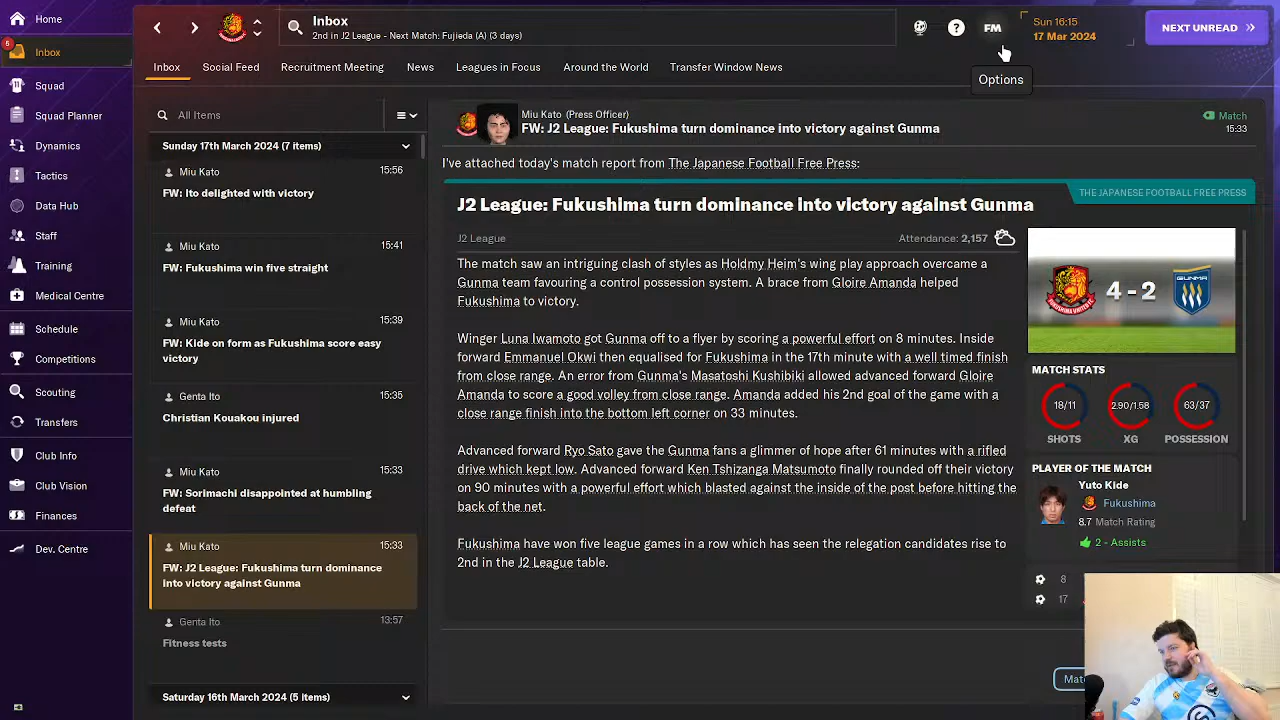 Home
Inbox
2nd in J2 League - Next Match: Fujieda (A) (3 days)
FM
Sun 16:15
17 Mar 2024
NEXT UNREAD
Options
6
Inbox
Squad
Squad Planner
Dynamics
Tactics
Data Hub
Staff
Training
Medical Centre
Schedule
Competitions
Scouting
Transfers
Club Info
Club Vision
Finances
Dev. Centre
Inbox
Social Feed
Recruitment Meeting
News
Leagues in Focus
Around the World
Transfer Window News
All Items
Sunday 17th March 2024 (7 items)
Miu Kato
15:56
FW: Ito delighted with victory
Miu Kato
15:41
FW: Fukushima win five straight
Miu Kato
15:39
FW: Kide on form as Fukushima score easy
victory
Genta Ito
15:35
Christian Kouakou injured
Miu Kato
15:33
FW: Sorimachi disappointed at humbling
defeat
Miu Kato
15:33
FW: J2 League: Fukushima turn dominance
into victory against Gunma
Genta Ito
13:57
Fitness tests
Saturday 16th March 2024 (5 items)
Miu Kato (Press Officer)
FW: J2 League: Fukushima turn dominance into victory against Gunma
Match
15:33
I've attached today's match report from The Japanese Football Free Press:
THE JAPANESE FOOTBALL FREE PRESS
J2 League: Fukushima turn dominance into victory against Gunma
J2 League
Attendance: 2,157
The match saw an intriguing clash of styles as Holdmy Heim's wing play approach overcame a
Gunma team favouring a control possession system. A brace from Gloire Amanda helped
Fukushima to victory.
Winger Luna Iwamoto got Gunma off to a flyer by scoring a powerful effort on 8 minutes. Inside
forward Emmanuel Okwi then equalised for Fukushima in the 17th minute with a well timed finish
from close range. An error from Gunma's Masatoshi Kushibiki allowed advanced forward Gloire
Amanda to score a good volley from close range. Amanda added his 2nd goal of the game with a
close range finish into the bottom left corner on 33 minutes.
Advanced forward Ryo Sato gave the Gunma fans a glimmer of hope after 61 minutes with a rifled
drive which kept low. Advanced forward Ken Tshizanga Matsumoto finally rounded off their victory
on 90 minutes with a powerful effort which blasted against the inside of the post before hitting the
back of the net.
Fukushima have won five league games in a row which has seen the relegation candidates rise to
2nd in the J2 League table.
FUKUSHIMA UNITED FC
4 - 2
GUNMA
MATCH STATS
18/11
2.90/1.58
63/37
SHOTS
XG
POSSESSION
PLAYER OF THE MATCH
Yuto Kide
Fukushima
8.7 Match Rating
2 - Assists
8
17